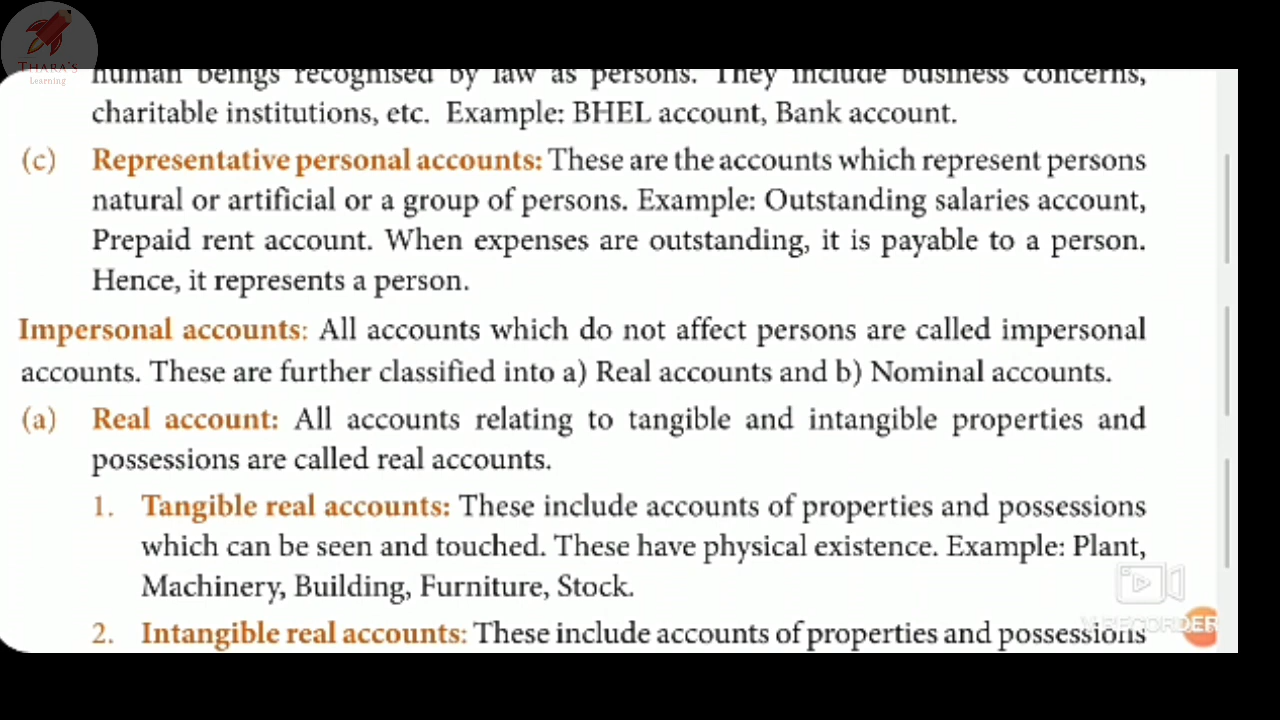 THARA'S
Learning
human beings recognised by law as persons. They include business concerns,
charitable institutions, etc. Example: BHEL account, Bank account.
(c) Representative personal accounts: These are the accounts which represent persons
natural or artificial or a group of persons. Example: Outstanding salaries account,
Prepaid rent account. When expenses are outstanding, it is payable to a person.
Hence, it represents a person.
Impersonal accounts: All accounts which do not affect persons are called impersonal
accounts. These are further classified into a) Real accounts and b) Nominal accounts.
(a) Real account: All accounts relating to tangible and intangible properties and
possessions are called real accounts.
1. Tangible real accounts: These include accounts of properties and possessions
which can be seen and touched. These have physical existence. Example: Plant,
Machinery, Building, Furniture, Stock.
2. Intangible real accounts: These include accounts of properties and possessions
V RECORDER